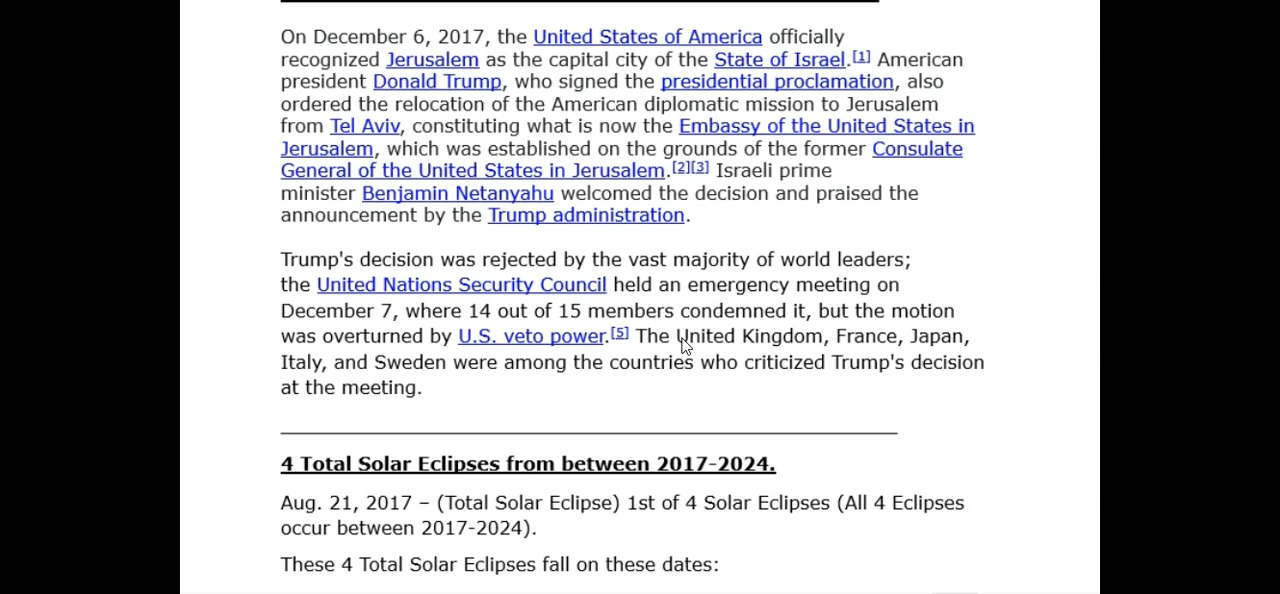 On December 6, 2017, the United States of America officially
recognized Jerusalem as the capital city of the State of Israel.[1] American
president Donald Trump, who signed the presidential proclamation, also
ordered the relocation of the American diplomatic mission to Jerusalem
from Tel Aviv, constituting what is now the Embassy of the United States in
Jerusalem, which was established on the grounds of the former Consulate
General of the United States in Jerusalem.[2][3] Israeli prime
minister Benjamin Netanyahu welcomed the decision and praised the
announcement by the Trump administration.
Trump's decision was rejected by the vast majority of world leaders;
the United Nations Security Council held an emergency meeting on
December 7, where 14 out of 15 members condemned it, but the motion
was overturned by U.S. veto power.[5] The United Kingdom, France, Japan,
Italy, and Sweden were among the countries who criticized Trump's decision
at the meeting.
4 Total Solar Eclipses from between 2017-2024.
Aug. 21, 2017 – (Total Solar Eclipse) 1st of 4 Solar Eclipses (All 4 Eclipses
occur between 2017-2024).
These 4 Total Solar Eclipses fall on these dates: